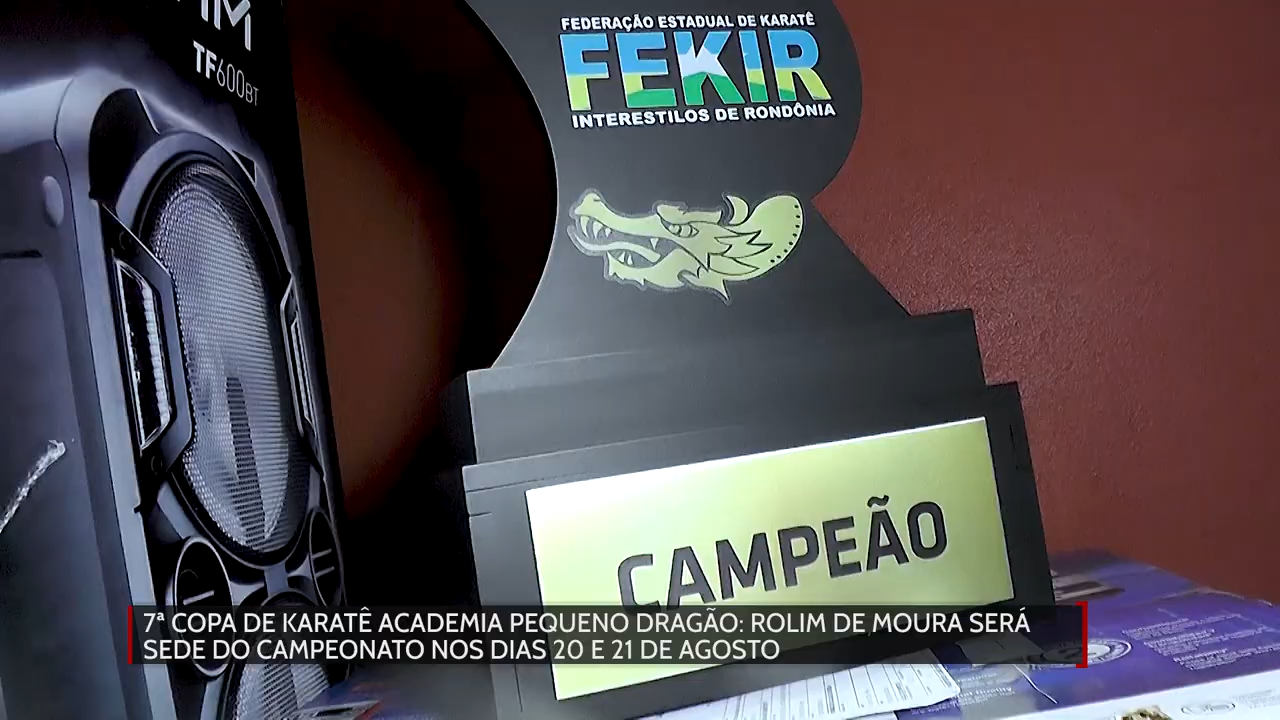 TF600BT
FEDERAÇÃO ESTADUAL DE KARATÊ
FEKIR
INTERESTILOS DE RONDÔNIA
CAMPEÃO
7ª COPA DE KARATÊ ACADEMIA PEQUENO DRAGÃO: ROLIM DE MOURA SERÁ
SEDE DO CAMPEONATO NOS DIAS 20 E 21 DE AGOSTO